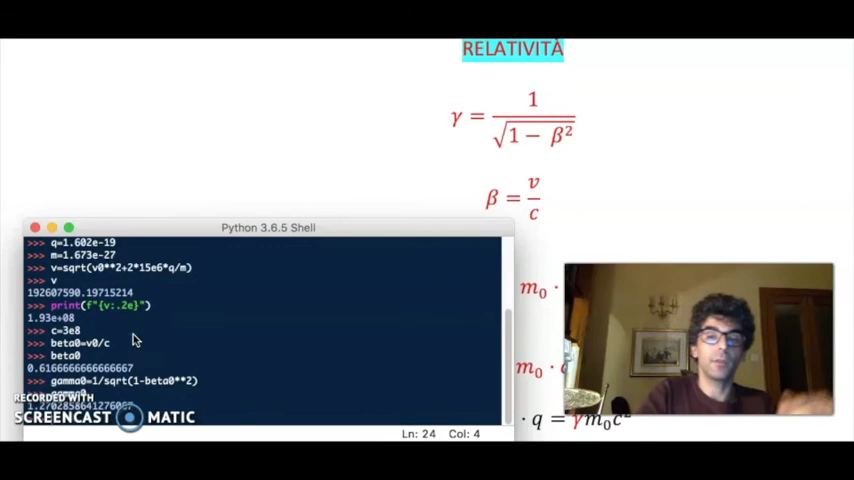 RELATIVITÀ
γ = 1 / √(1 − β²)
β = v / c
Python 3.6.5 Shell
>>> q=1.602e-19
>>> m=1.673e-27
>>> v=sqrt(v0**2+2*15e6*q/m)
>>> v
192607590.19715214
>>> print(f"{v:.2e}")
1.93e+08
>>> c=3e8
>>> beta0=v0/c
>>> beta0
0.6166666666666667
>>> gamma0=1/sqrt(1-beta0**2)
RECORDED WITH
SCREENCAST MATIC
Ln: 24 Col: 4
m₀ ·
m₀ ·
· q = γm₀c²